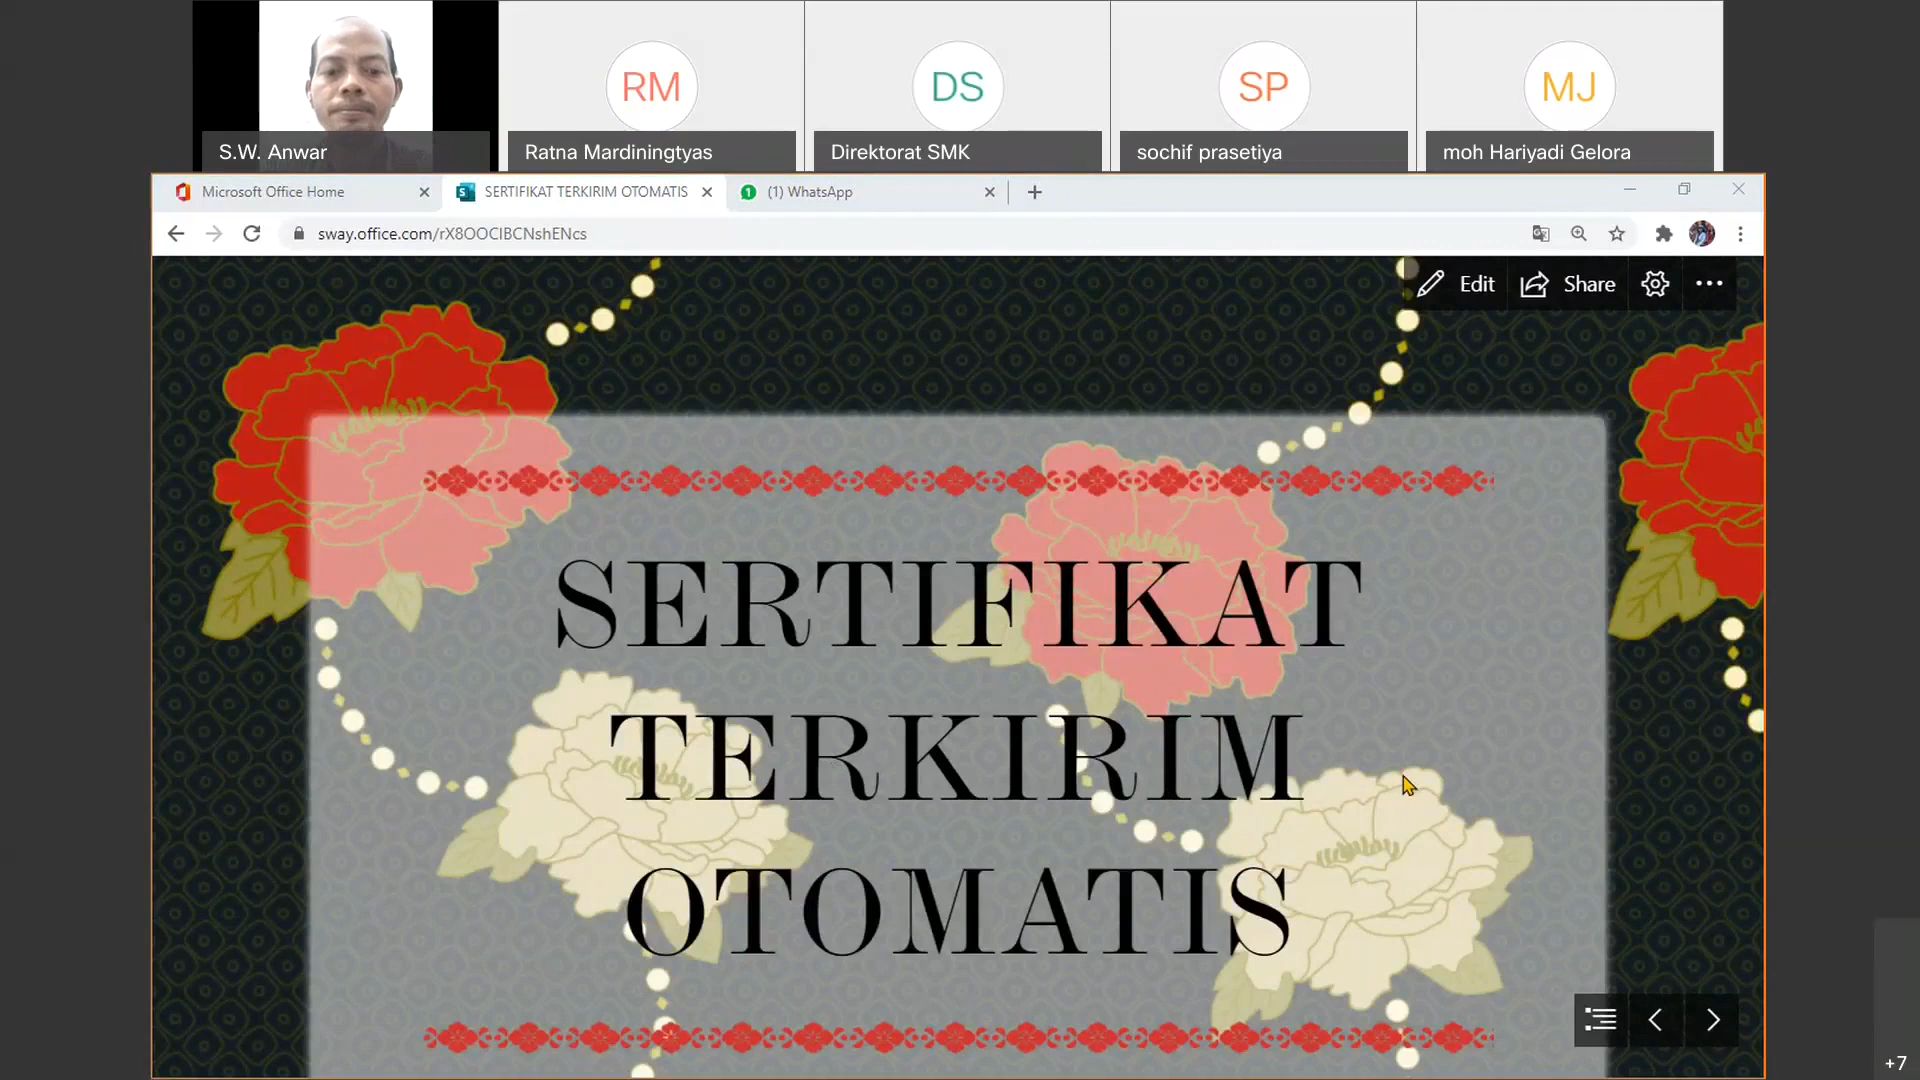 RM
DS
SP
MJ
S.W. Anwar
Ratna Mardiningtyas
Direktorat SMK
sochif prasetiya
moh Hariyadi Gelora
Microsoft Office Home
SERTIFIKAT TERKIRIM OTOMATIS
(1) WhatsApp
sway.office.com/rX8OOCIBCNshENcs
Edit
Share
SERTIFIKAT
TERKIRIM
OTOMATIS
+7